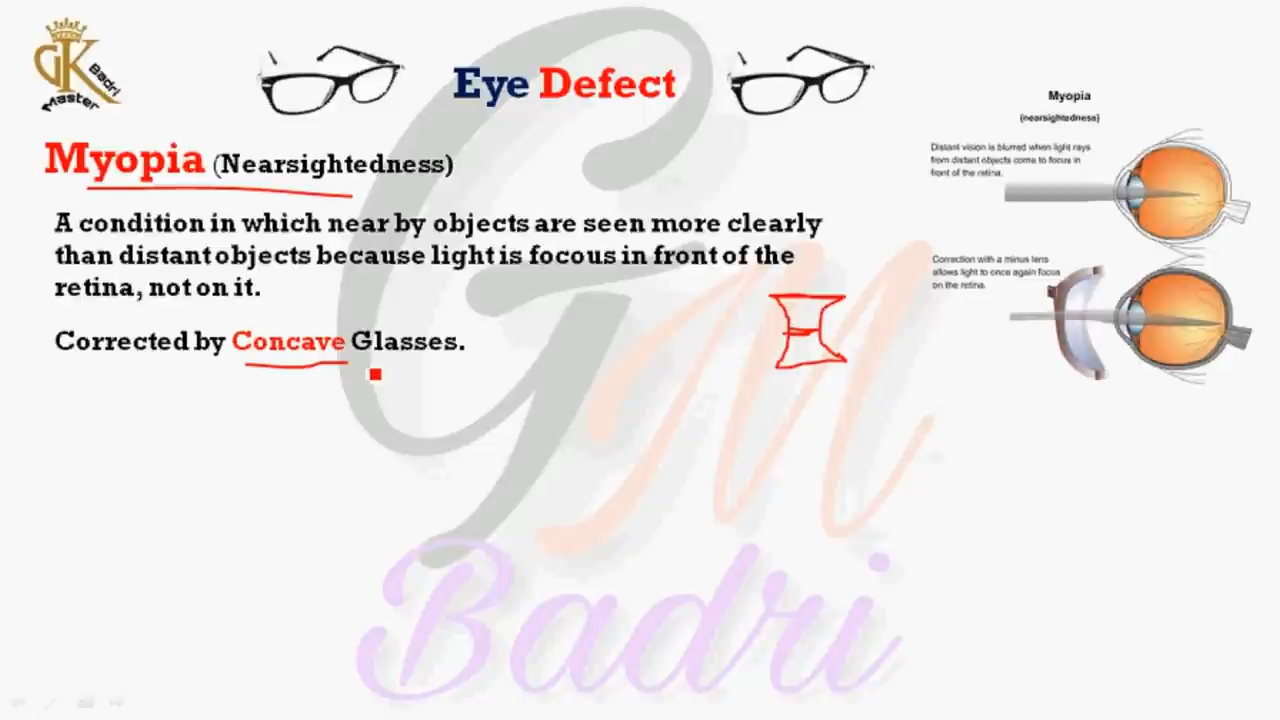 GK
Badri
Master
Eye Defect
Myopia (Nearsightedness)
A condition in which near by objects are seen more clearly
than distant objects because light is focous in front of the
retina, not on it.
Corrected by Concave Glasses.
Myopia
(nearsightedness)
Distant vision is blurred when light rays
from distant objects come to focus in
front of the retina.
Correction with a minus lens
allows light to once again focus
on the retina.
GM
Badri